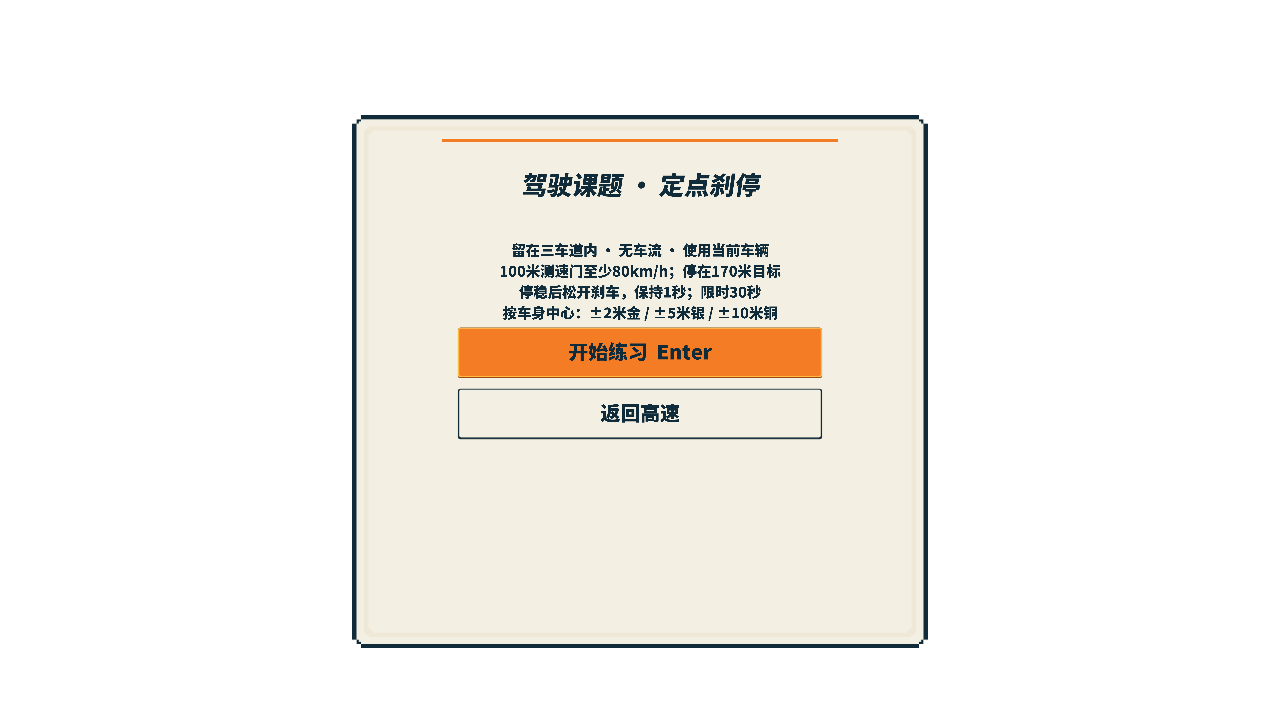 驾驶课题 · 定点刹停
留在三车道内 · 无车流 · 使用当前车辆
100米测速门至少80km/h；停在170米目标
停稳后松开刹车，保持1秒；限时30秒
按车身中心：±2米金 / ±5米银 / ±10米铜
开始练习 Enter
返回高速